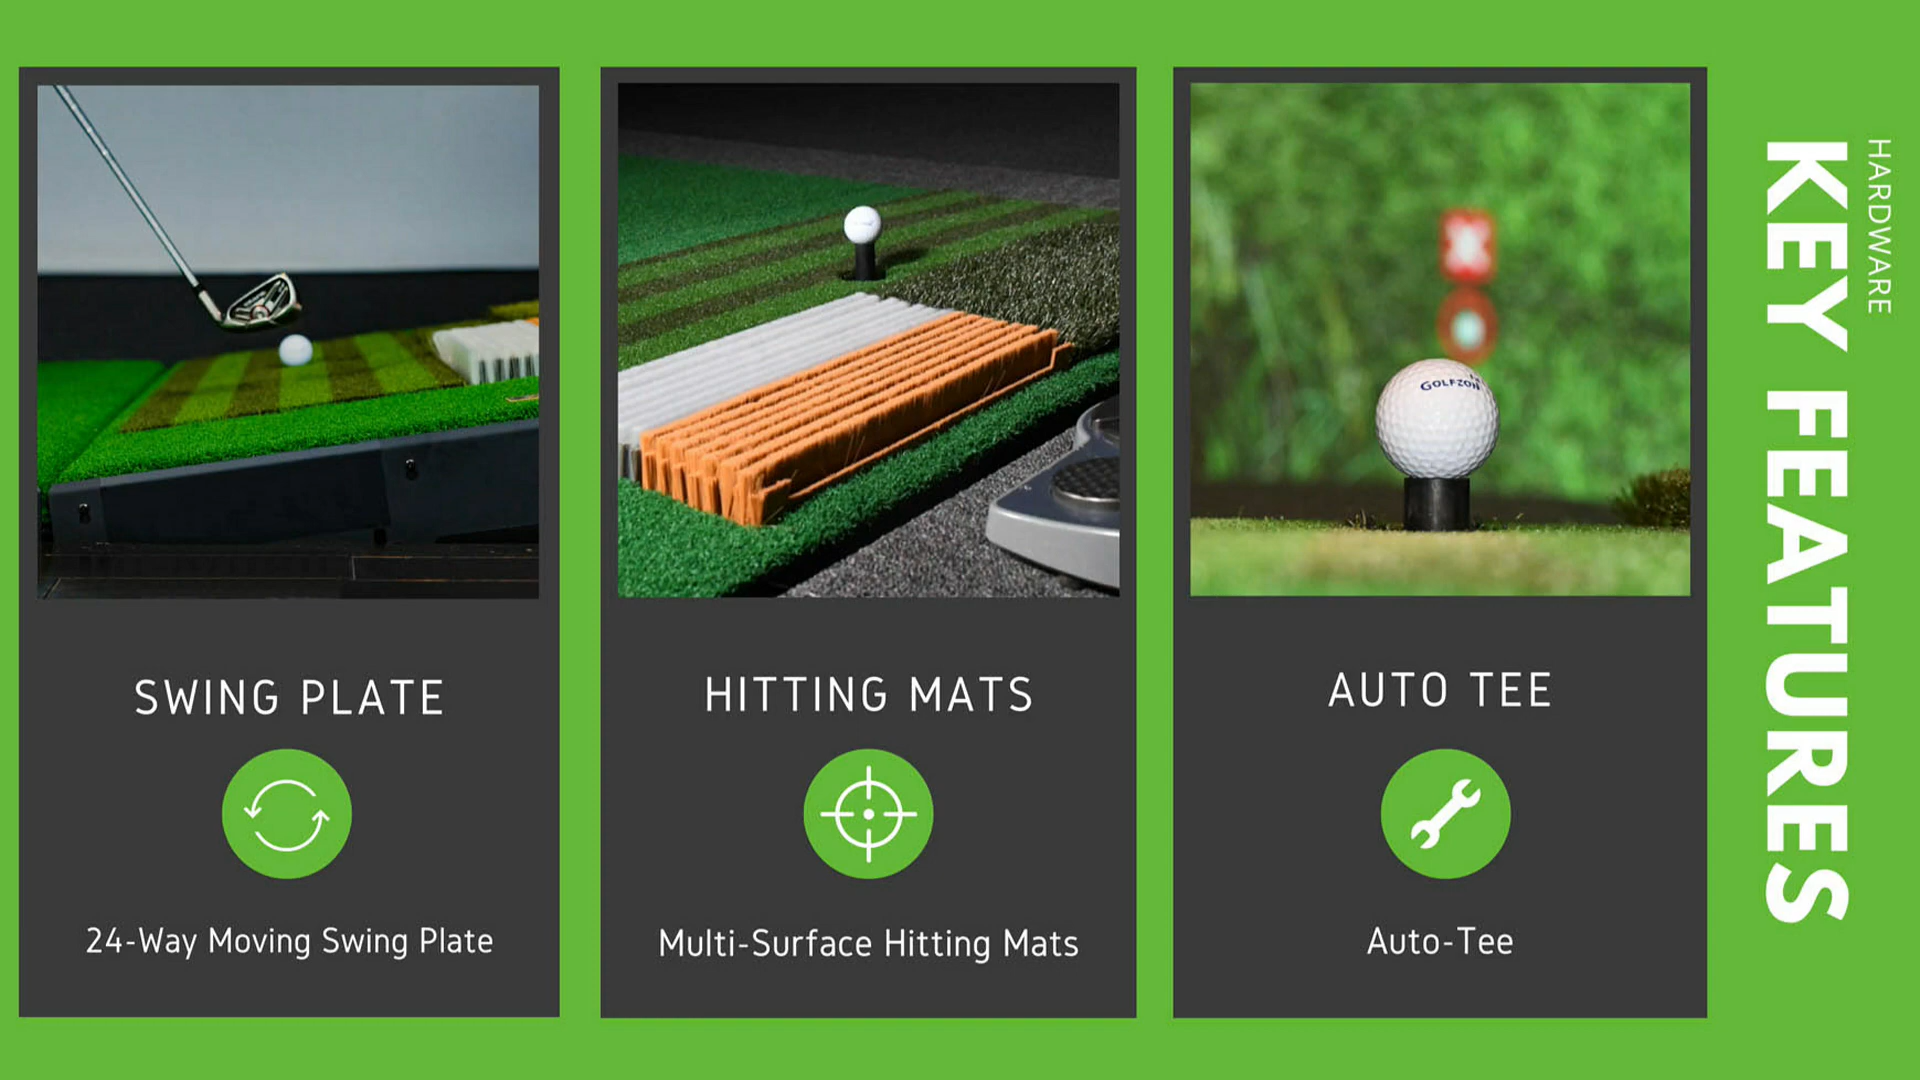 SWING PLATE
24-Way Moving Swing Plate
HITTING MATS
Multi-Surface Hitting Mats
GOLFZON
AUTO TEE
Auto-Tee
HARDWARE
KEY FEATURES